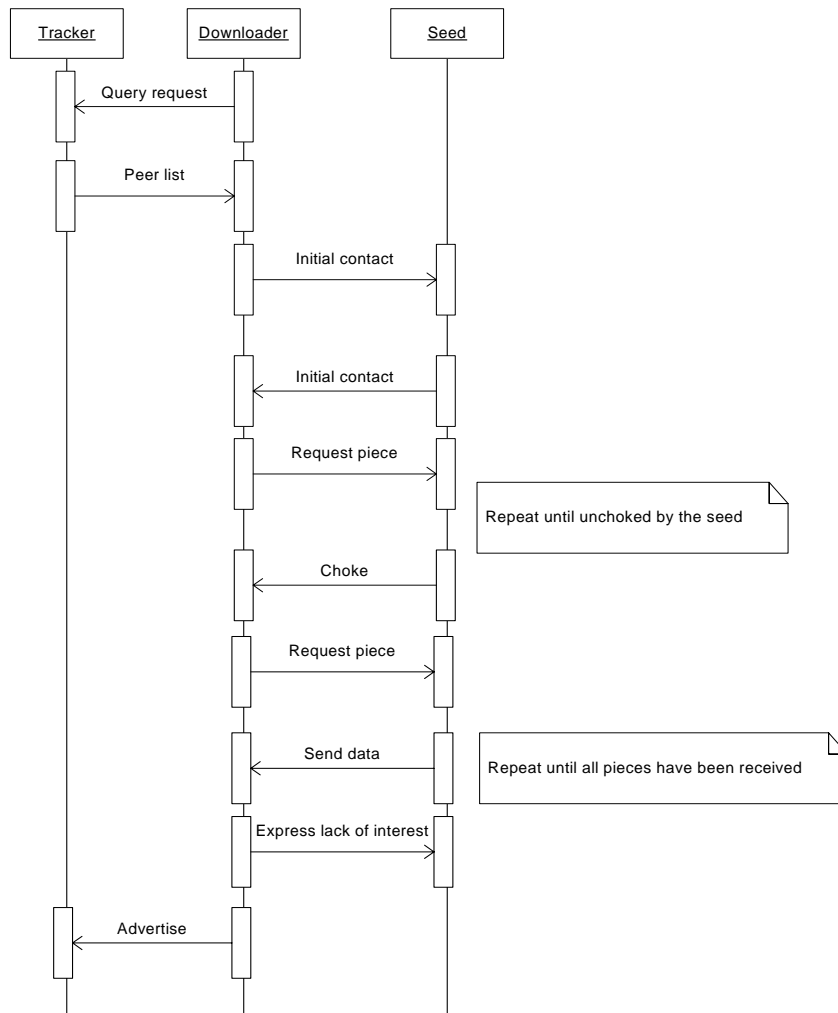 Tracker
Downloader
Seed
Query request
Peer list
Initial contact
Initial contact
Request piece
Repeat until unchoked by the seed
Choke
Request piece
Send data
Repeat until all pieces have been received
Express lack of interest
Advertise